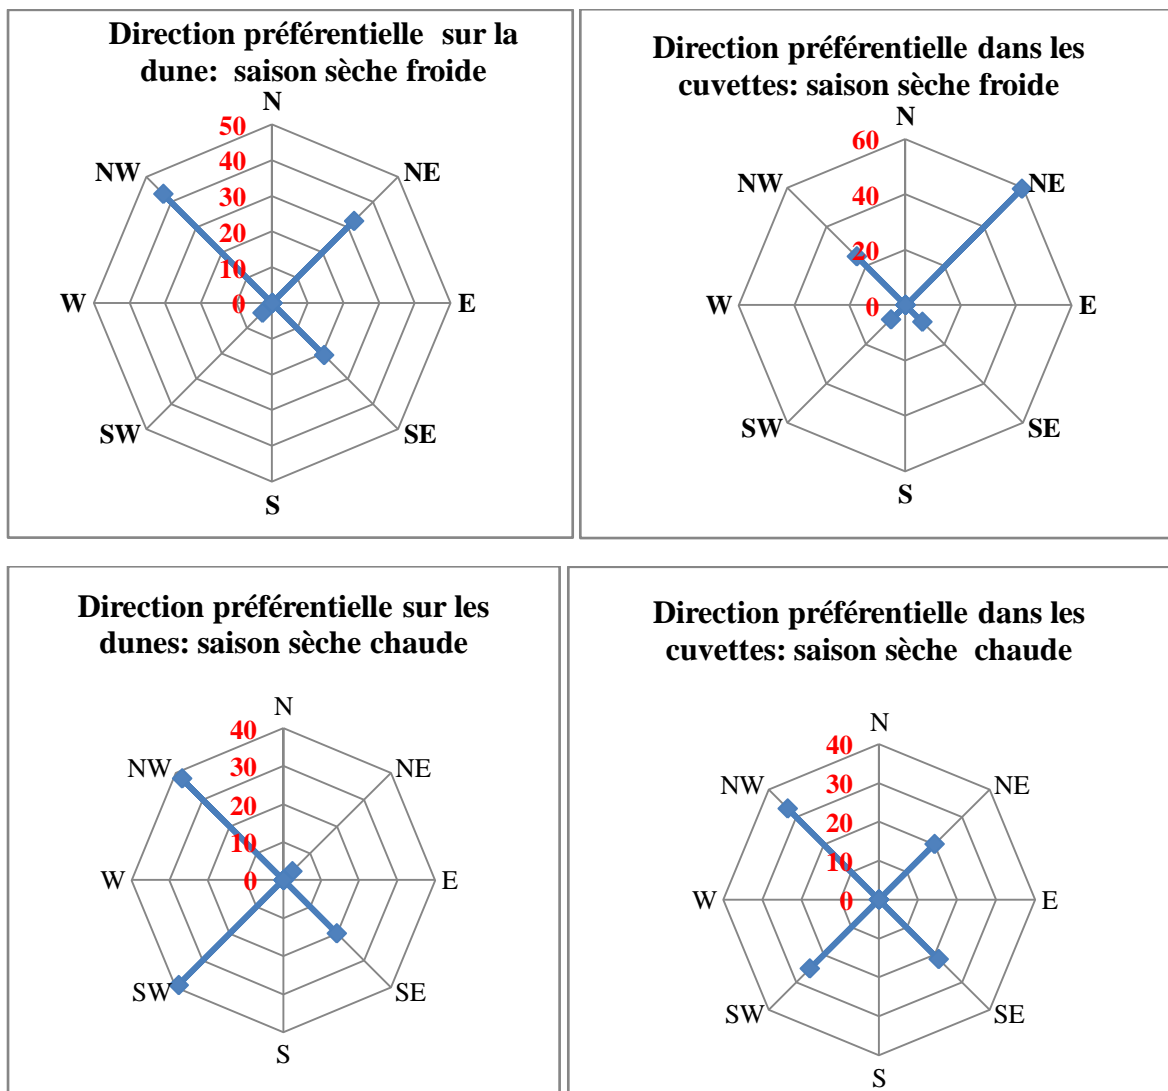 Direction préférentielle sur la
dune: saison sèche froide
N
50
40
30
20
10
0
NW
NE
W
E
SW
SE
S
Direction préférentielle dans les
cuvettes: saison sèche froide
N
60
40
20
0
NW
NE
W
E
SW
SE
S
Direction préférentielle sur les
dunes: saison sèche chaude
N
40
30
20
10
0
NW
NE
W
E
SW
SE
S
Direction préférentielle dans les
cuvettes: saison sèche chaude
N
40
30
20
10
0
NW
NE
W
E
SW
SE
S